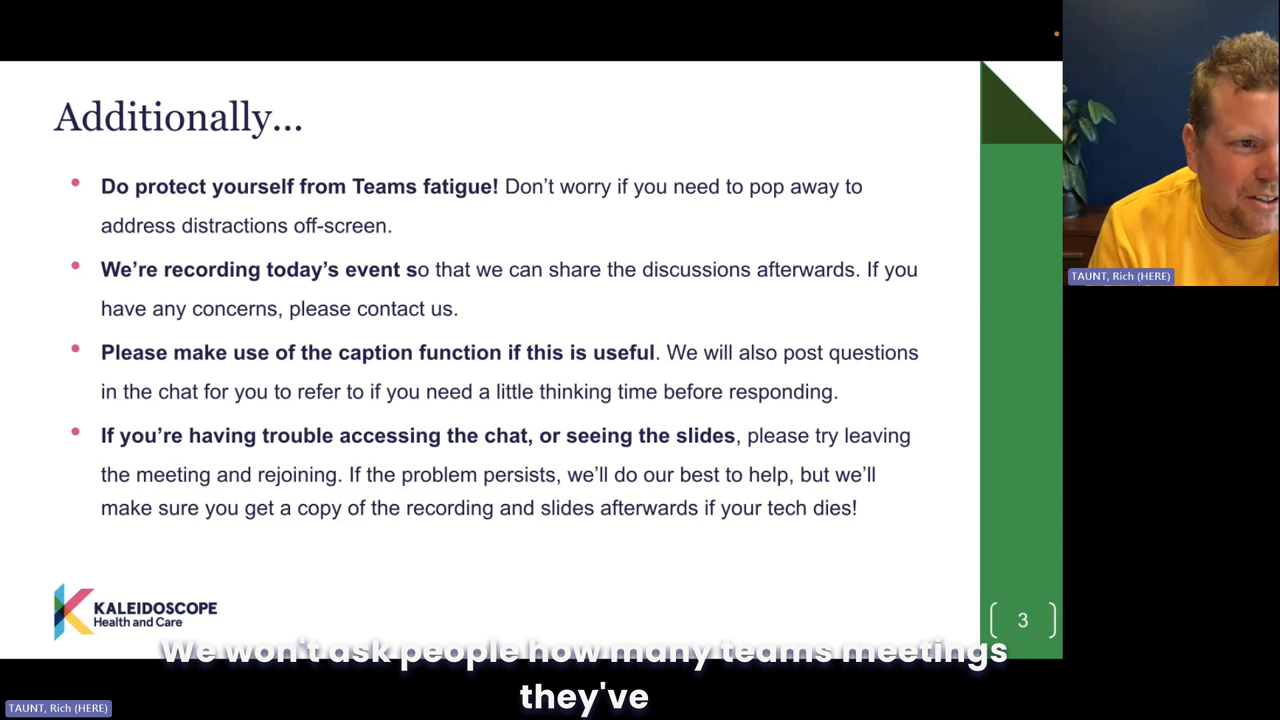 Additionally...
• Do protect yourself from Teams fatigue! Don’t worry if you need to pop away to
address distractions off-screen.
• We’re recording today’s event so that we can share the discussions afterwards. If you
have any concerns, please contact us.
• Please make use of the caption function if this is useful. We will also post questions
in the chat for you to refer to if you need a little thinking time before responding.
• If you’re having trouble accessing the chat, or seeing the slides, please try leaving
the meeting and rejoining. If the problem persists, we’ll do our best to help, but we’ll
make sure you get a copy of the recording and slides afterwards if your tech dies!
KALEIDOSCOPE
Health and Care
3
TAUNT, Rich (HERE)
We won't ask people how many teams meetings
they've
TAUNT, Rich (HERE)